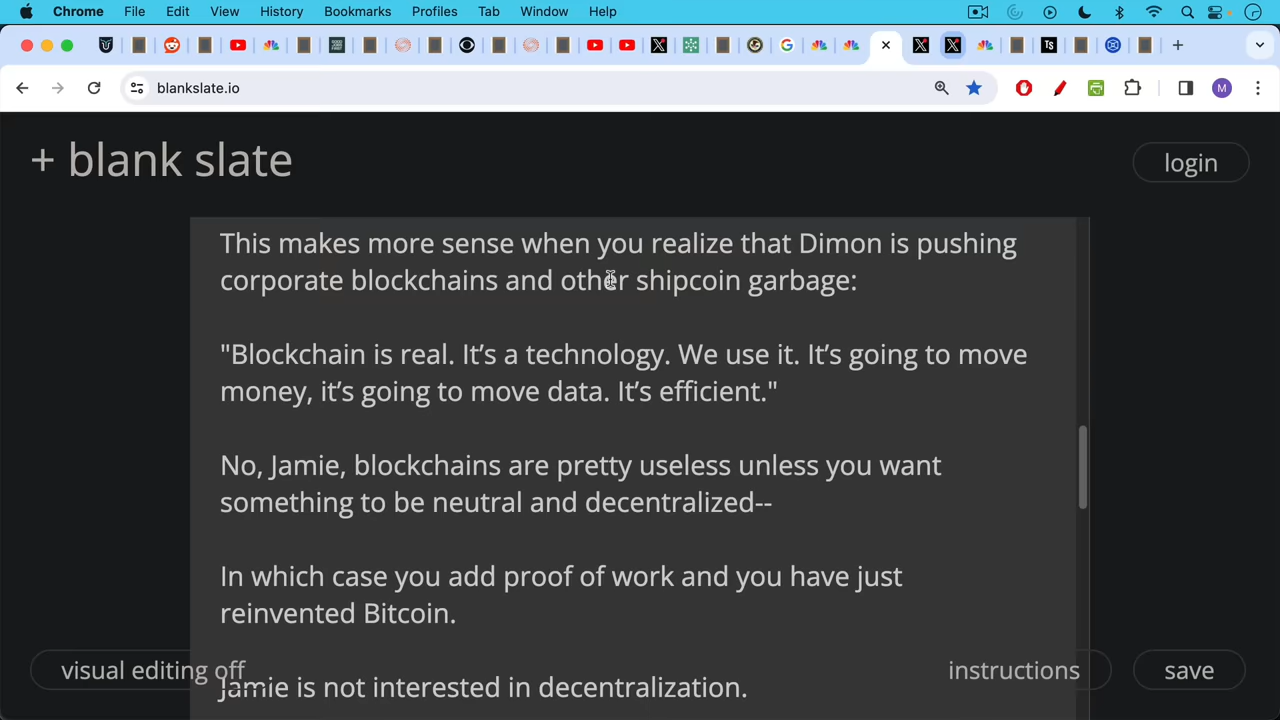 Chrome File Edit View History Bookmarks Profiles Tab Window Help
blankslate.io
M
+ blank slate
login
This makes more sense when you realize that Dimon is pushing
corporate blockchains and other shipcoin garbage:
"Blockchain is real. It’s a technology. We use it. It’s going to move
money, it’s going to move data. It’s efficient."
No, Jamie, blockchains are pretty useless unless you want
something to be neutral and decentralized--
In which case you add proof of work and you have just
reinvented Bitcoin.
visual editing off
instructions
save
Jamie is not interested in decentralization.